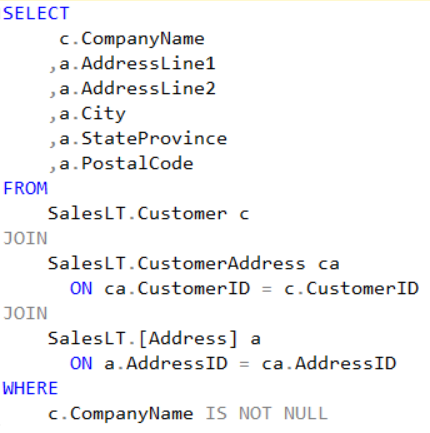 SELECT
     c.CompanyName
    ,a.AddressLine1
    ,a.AddressLine2
    ,a.City
    ,a.StateProvince
    ,a.PostalCode
FROM
    SalesLT.Customer c
JOIN
    SalesLT.CustomerAddress ca
      ON ca.CustomerID = c.CustomerID
JOIN
    SalesLT.[Address] a
      ON a.AddressID = ca.AddressID
WHERE
    c.CompanyName IS NOT NULL